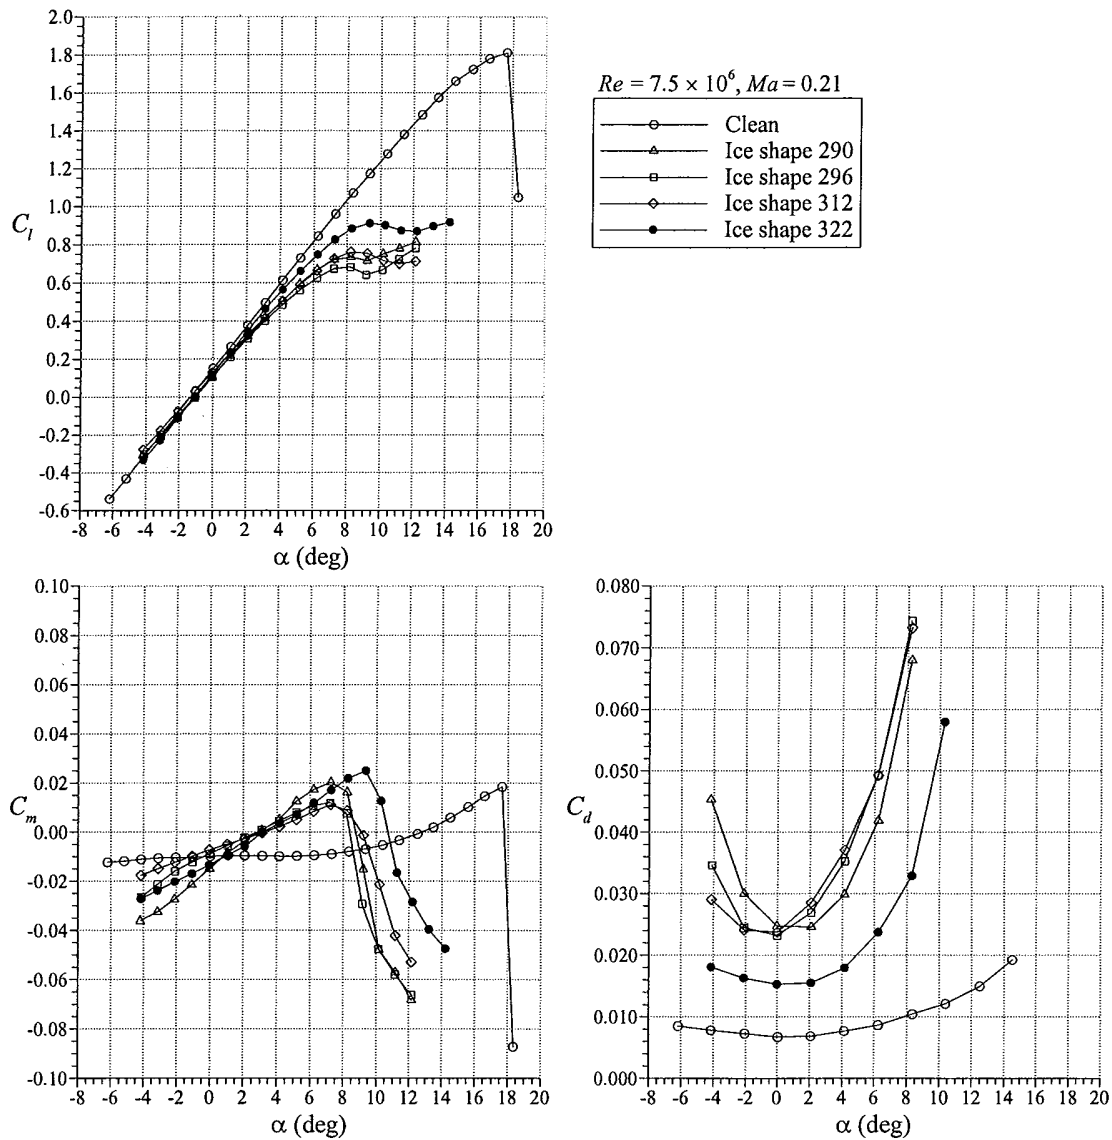 2.0
1.8
1.6
1.4
1.2
1.0
0.8
0.6
0.4
0.2
0.0
-0.2
-0.4
-0.6
C_l
-8 -6 -4 -2 0 2 4 6 8 10 12 14 16 18 20
α (deg)
Re = 7.5 × 10⁶, Ma = 0.21
Clean
Ice shape 290
Ice shape 296
Ice shape 312
Ice shape 322
0.10
0.08
0.06
0.04
0.02
0.00
-0.02
-0.04
-0.06
-0.08
-0.10
C_m
-8 -6 -4 -2 0 2 4 6 8 10 12 14 16 18 20
α (deg)
0.080
0.070
0.060
0.050
0.040
0.030
0.020
0.010
0.000
C_d
-8 -6 -4 -2 0 2 4 6 8 10 12 14 16 18 20
α (deg)